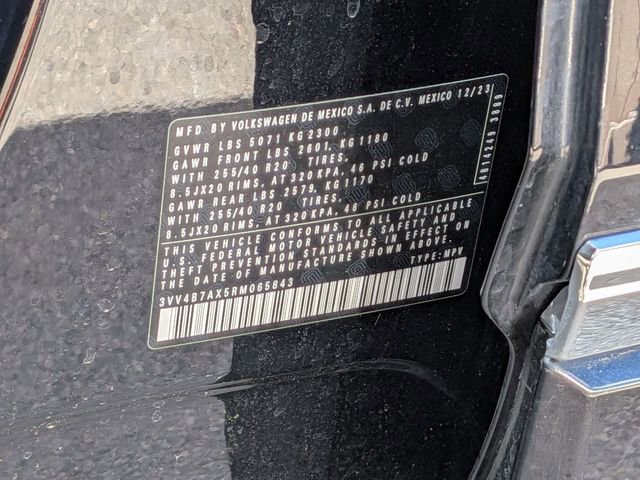 MFD BY VOLKSWAGEN DE MEXICO S.A. DE C.V. MEXICO 12/23
GVWR LBS 5071 KG 2300
GAWR FRONT LBS 2601 KG 1180
WITH 255/40 R20 TIRES,
8.5JX20 RIMS, AT 320 KPA, 46 PSI COLD
GAWR REAR LBS 2579 KG 1170
WITH 255/40 R20 TIRES,
8.5JX20 RIMS, AT 320 KPA, 46 PSI COLD
THIS VEHICLE CONFORMS TO ALL APPLICABLE
U.S. FEDERAL MOTOR VEHICLE SAFETY AND
THEFT PREVENTION STANDARDS IN EFFECT ON
THE DATE OF MANUFACTURE SHOWN ABOVE.
3VV4B7AX5RM065843 TYPE: MPV
4814249 3889